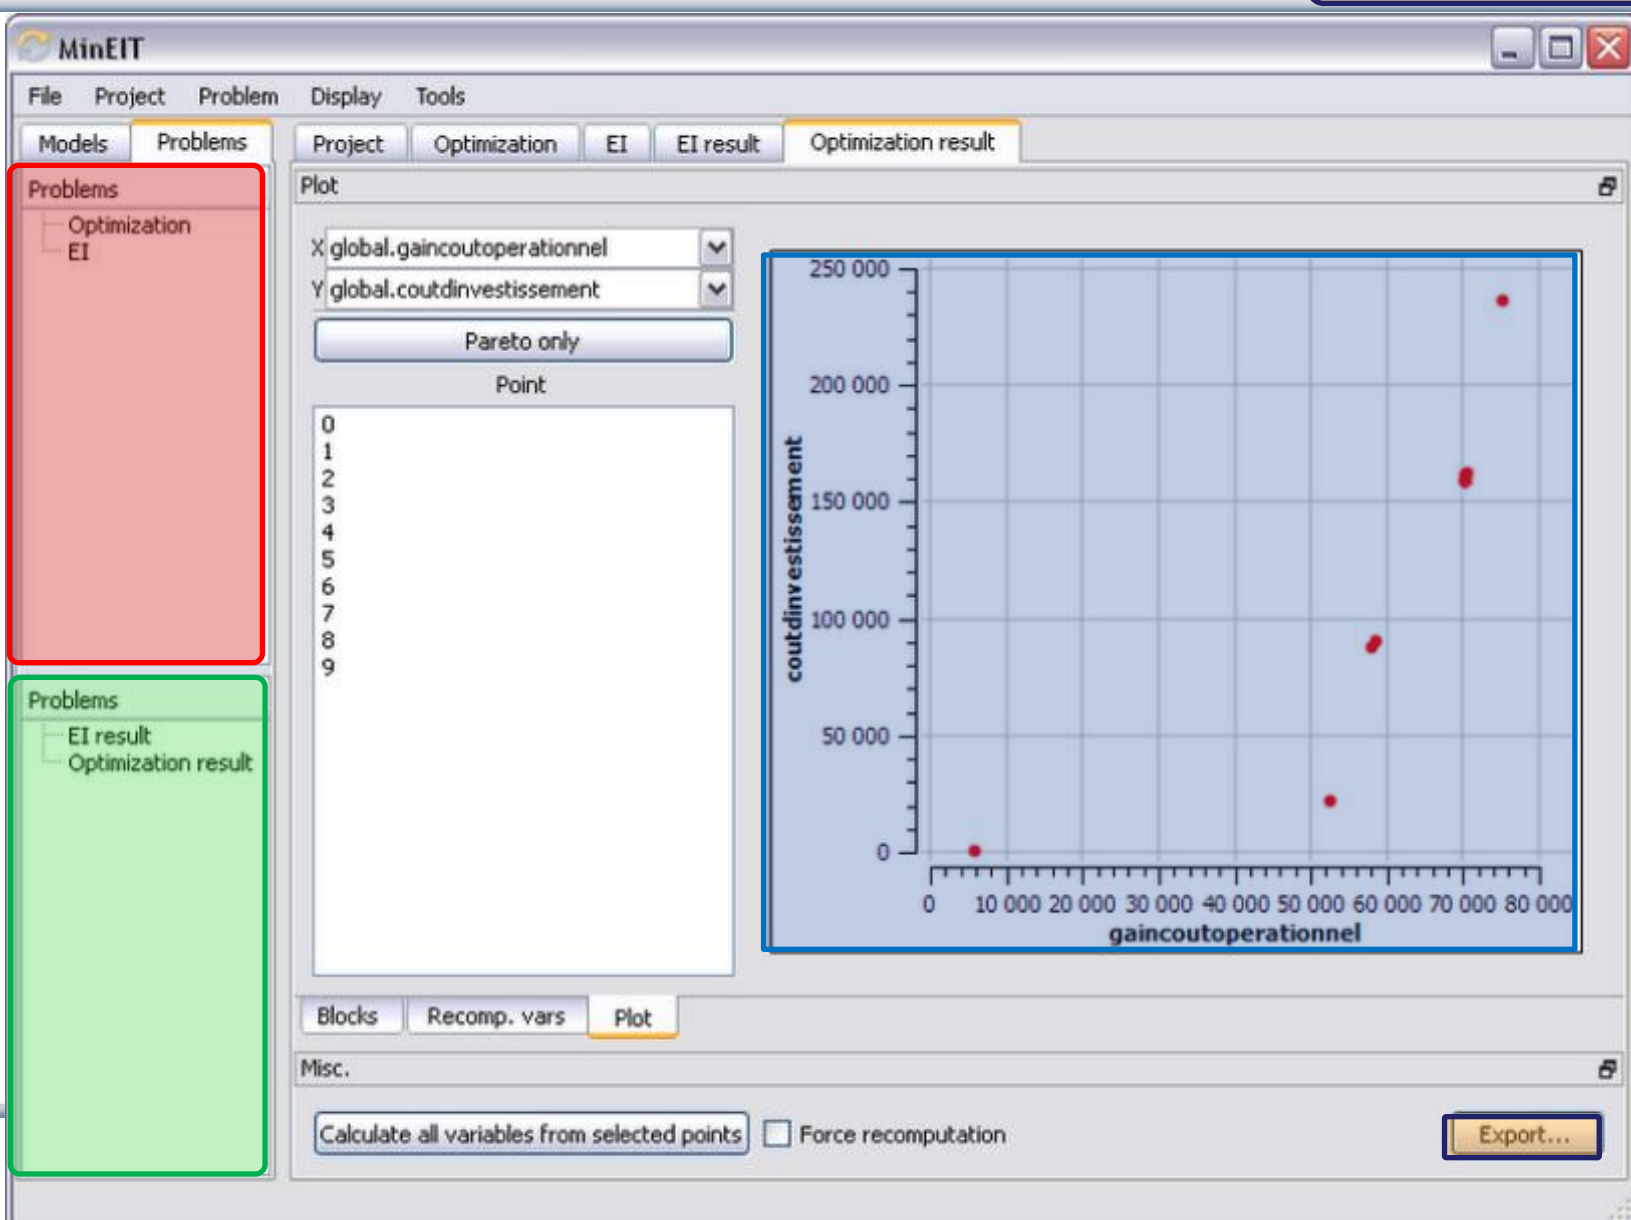 MinEIT
File Project Problem Display Tools
Models Problems
Project Optimization EI EI result Optimization result
Problems
Optimization
EI
Problems
EI result
Optimization result
Plot
X global.gaincoutoperationnel
Y global.coutdinvestissement
Pareto only
Point
0
1
2
3
4
5
6
7
8
9
250 000
200 000
150 000
100 000
50 000
0
coutdinvestissement
0 10 000 20 000 30 000 40 000 50 000 60 000 70 000 80 000
gaincoutoperationnel
Blocks Recomp. vars Plot
Misc.
Calculate all variables from selected points Force recomputation Export...